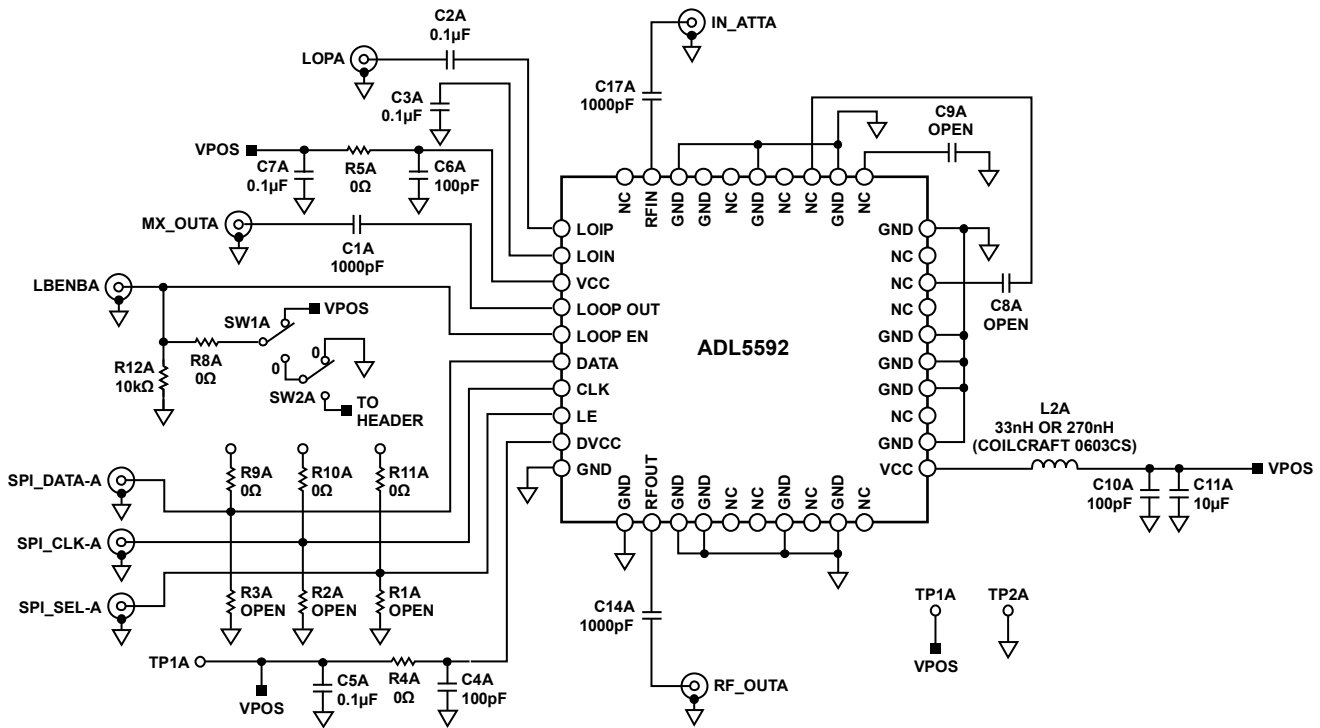 C2A
0.1µF
IN_ATTA
LOPA
C3A
0.1µF
C17A
1000pF
C9A
OPEN
VPOS
C7A
0.1µF
R5A
0Ω
C6A
100pF
NC
RFIN
GND
GND
NC
GND
NC
NC
GND
NC
MX_OUTA
C1A
1000pF
LOIP
LOIN
VCC
LOOP OUT
LOOP EN
DATA
CLK
LE
DVCC
GND
ADL5592
GND
NC
NC
NC
GND
GND
GND
NC
GND
VCC
C8A
OPEN
LBENBA
SW1A
VPOS
R8A
0Ω
R12A
10kΩ
0
0
SW2A
TO
HEADER
L2A
33nH OR 270nH
(COILCRAFT 0603CS)
VPOS
C10A
100pF
C11A
10µF
R9A
0Ω
R10A
0Ω
R11A
0Ω
SPI_DATA-A
SPI_CLK-A
SPI_SEL-A
R3A
OPEN
R2A
OPEN
R1A
OPEN
GND
RFOUT
GND
GND
NC
NC
GND
NC
GND
NC
C14A
1000pF
TP1A
TP2A
VPOS
TP1A
VPOS
C5A
0.1µF
R4A
0Ω
C4A
100pF
RF_OUTA